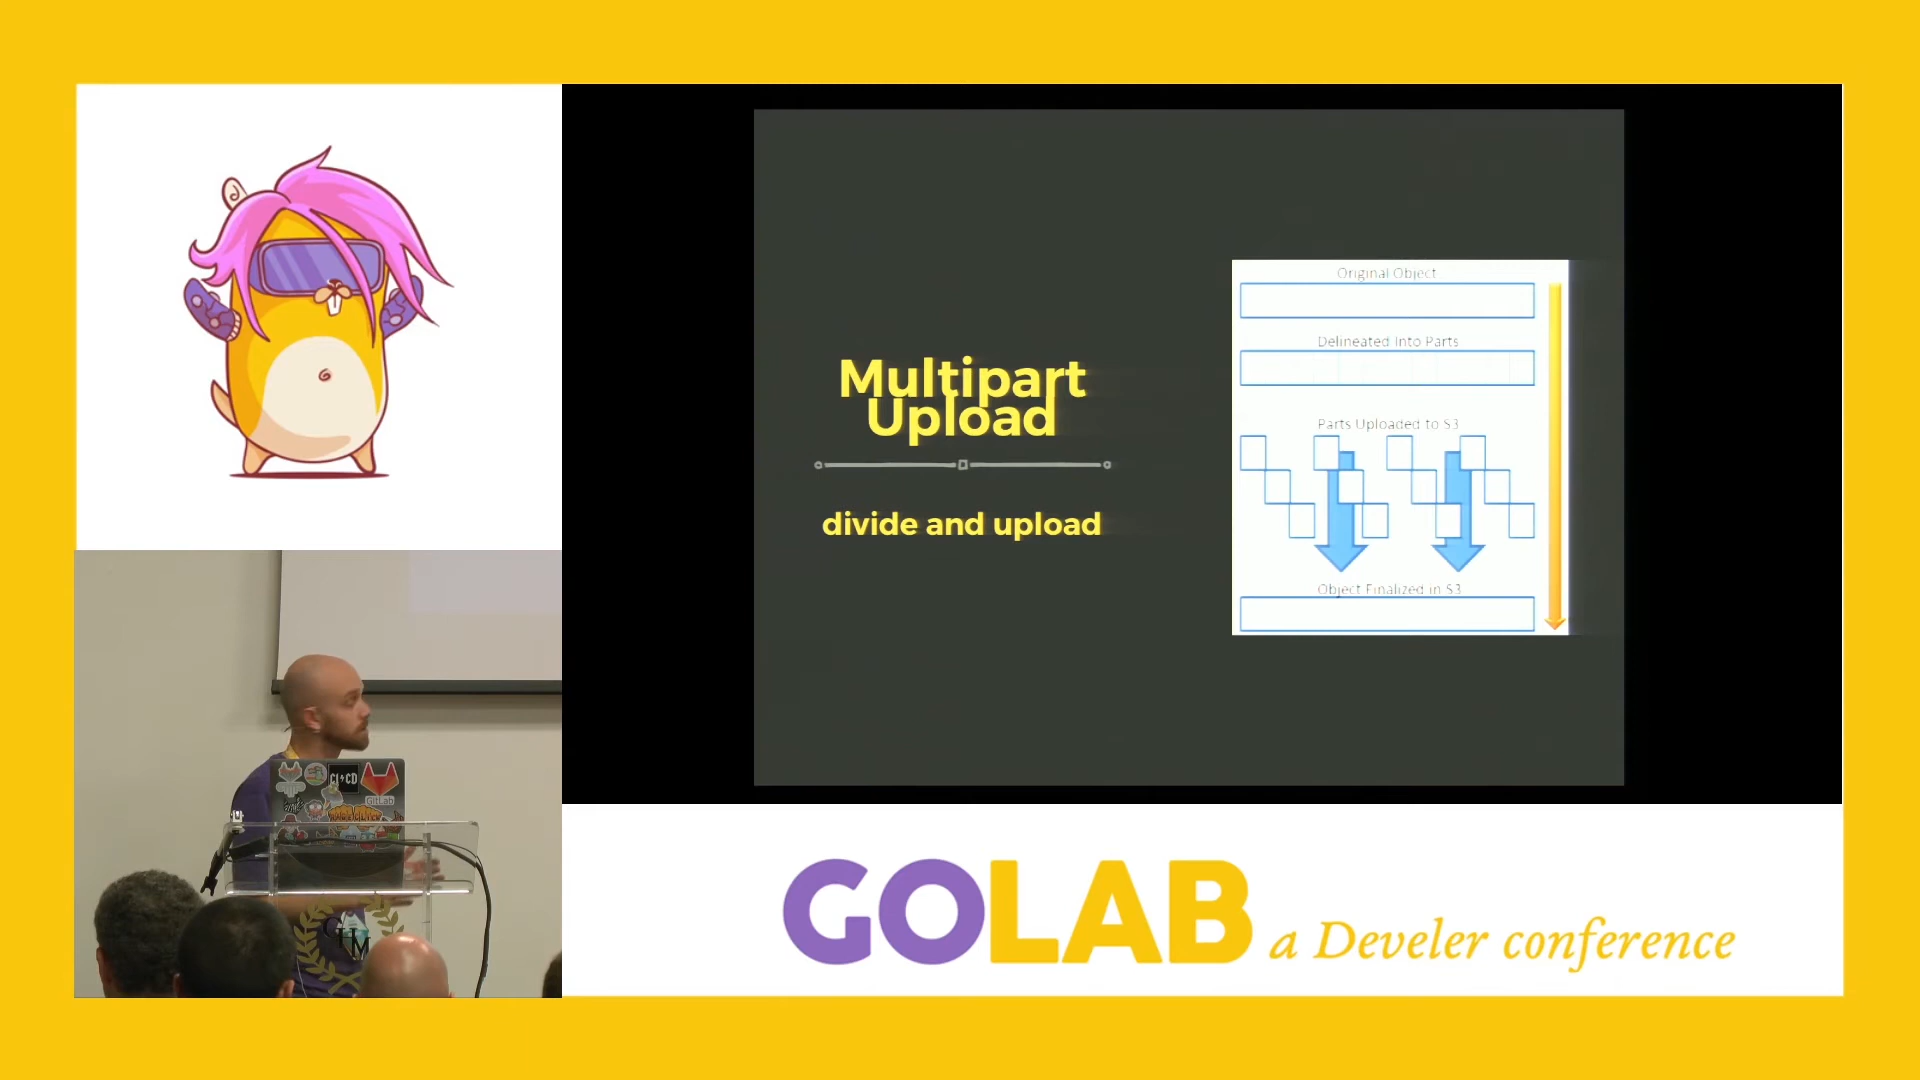 Multipart
Upload
divide and upload
Original Object
Delineated Into Parts
Parts Uploaded to S3
Object Finalized in S3
CI CD
GitLab
GOLAB a Develer conference